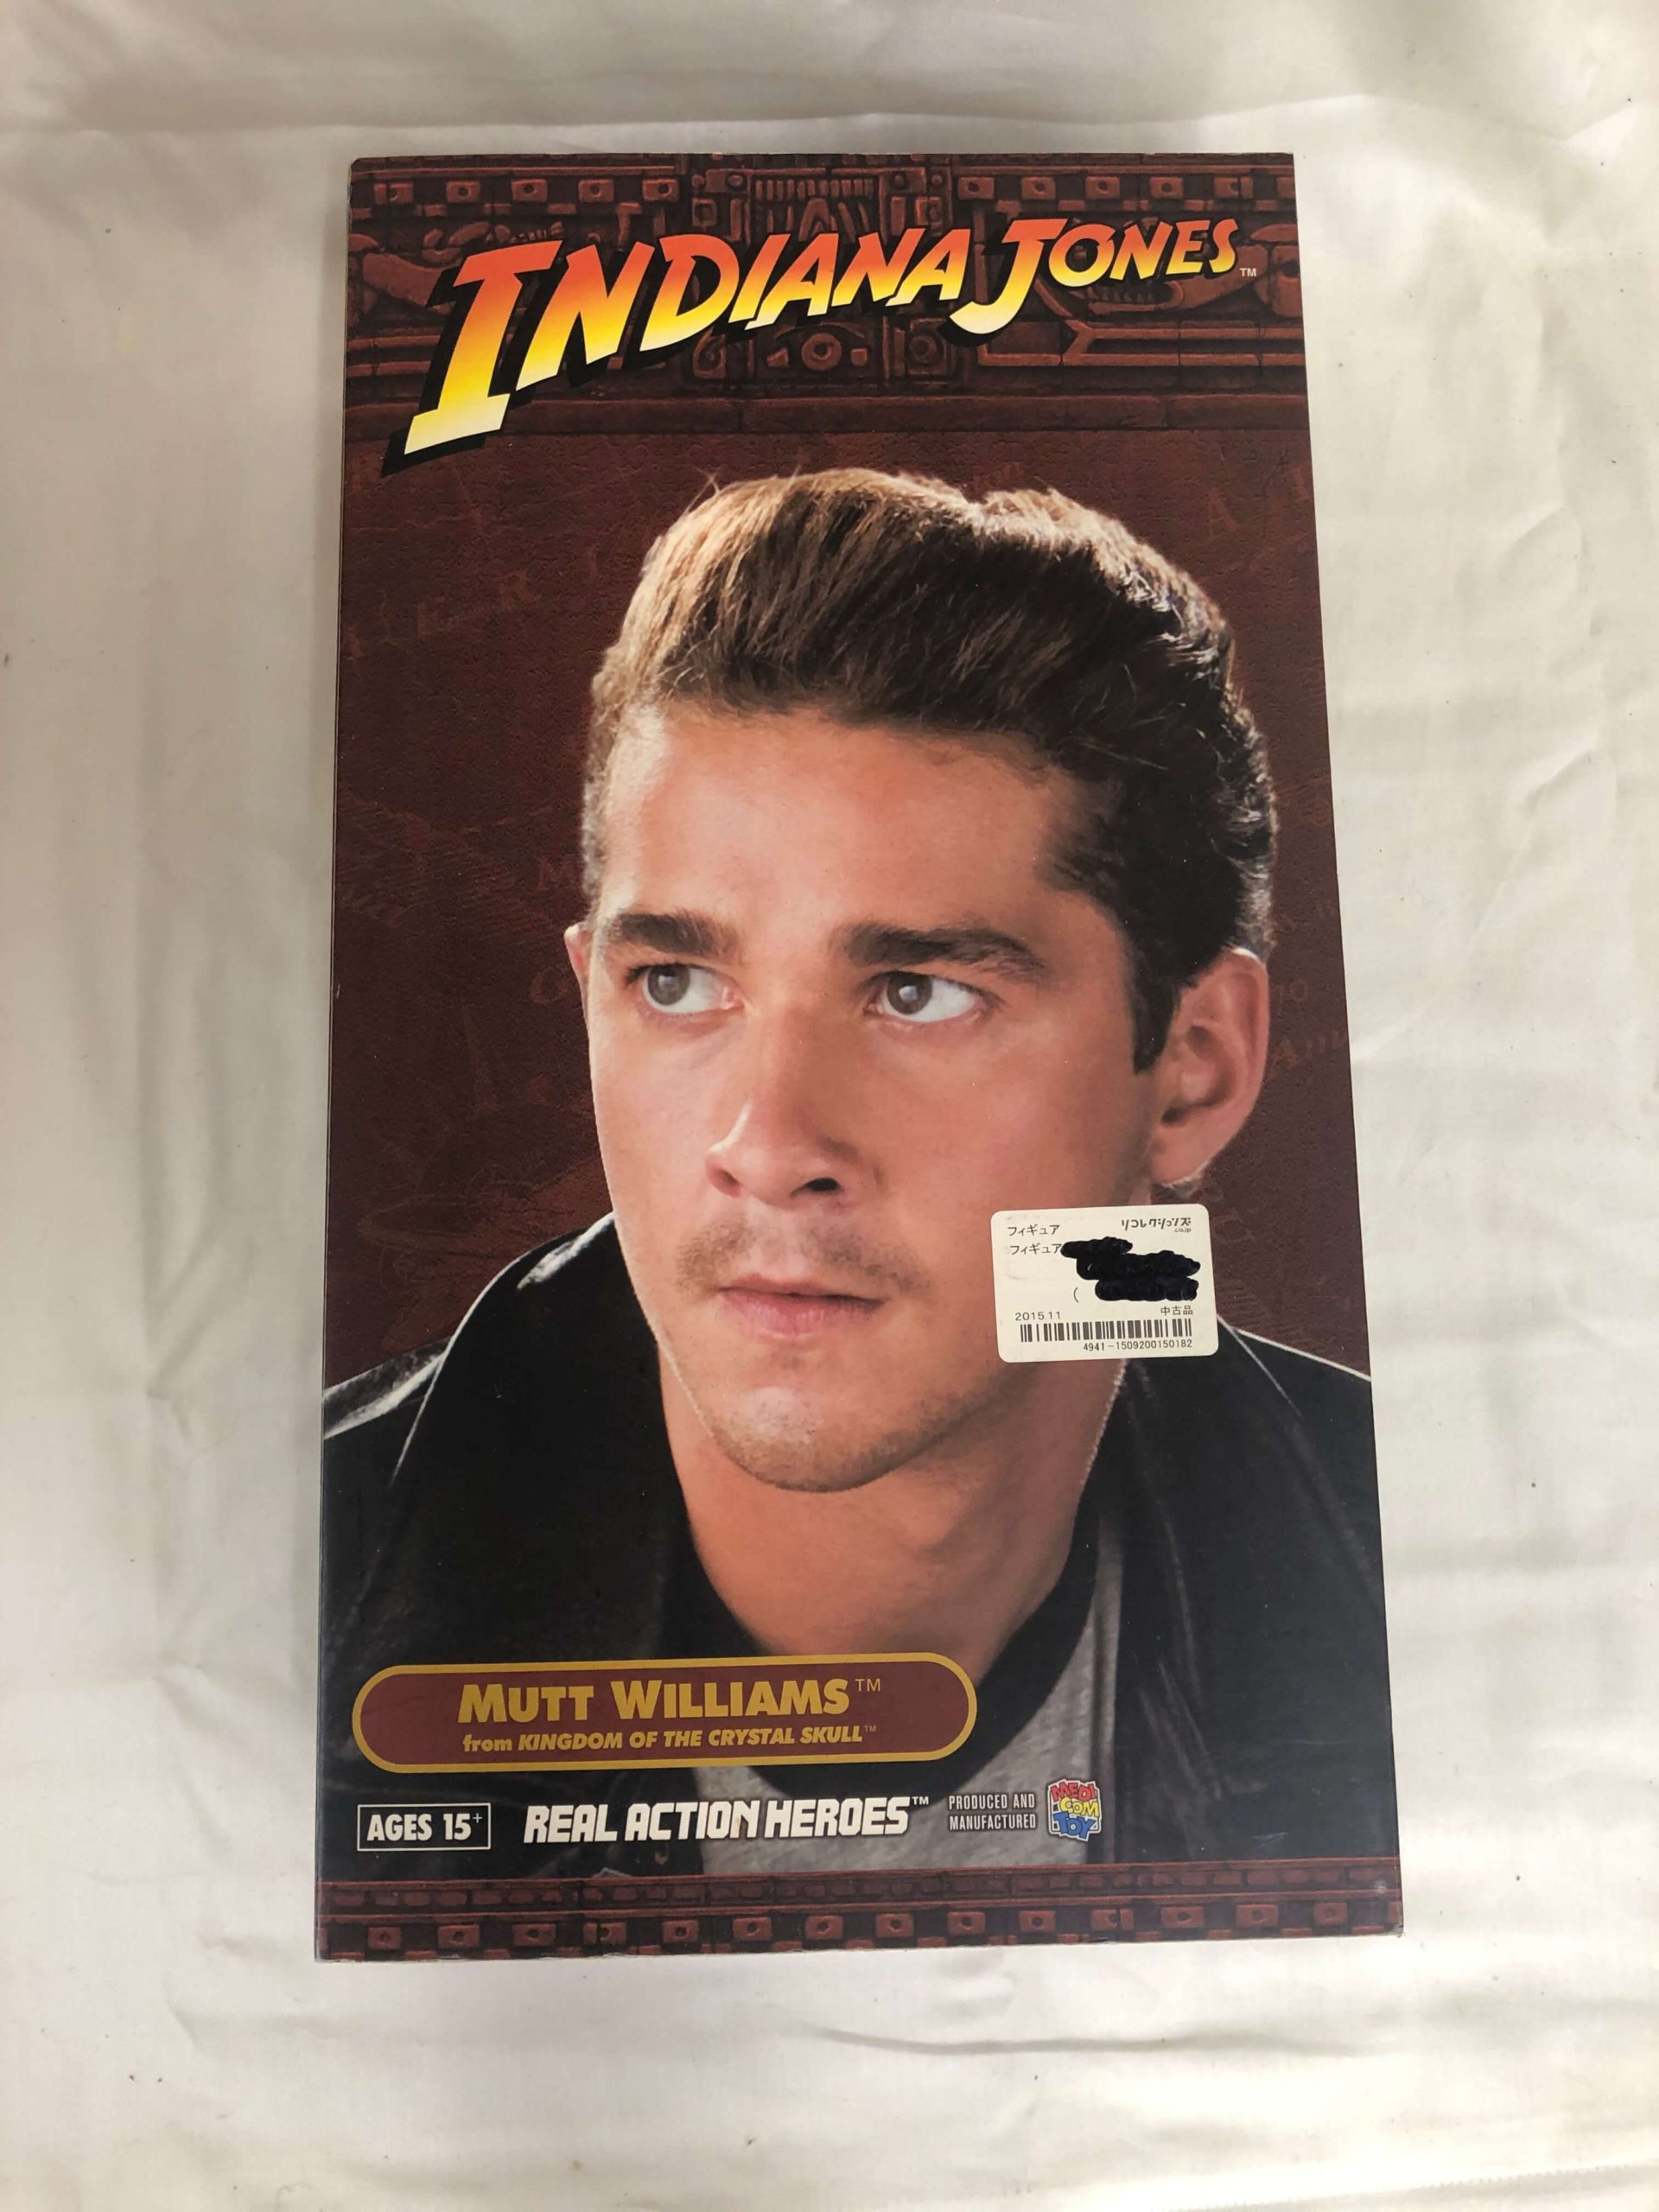 INDIANA JONES™
フィギュア
リコレクションズ
フィギュア
(
2015.11 中古品
4941-1509200150182
MUTT WILLIAMS™
from KINGDOM OF THE CRYSTAL SKULL™
AGES 15+
REAL ACTION HEROES™
PRODUCED AND
MANUFACTURED
MEDI
COM
TOY